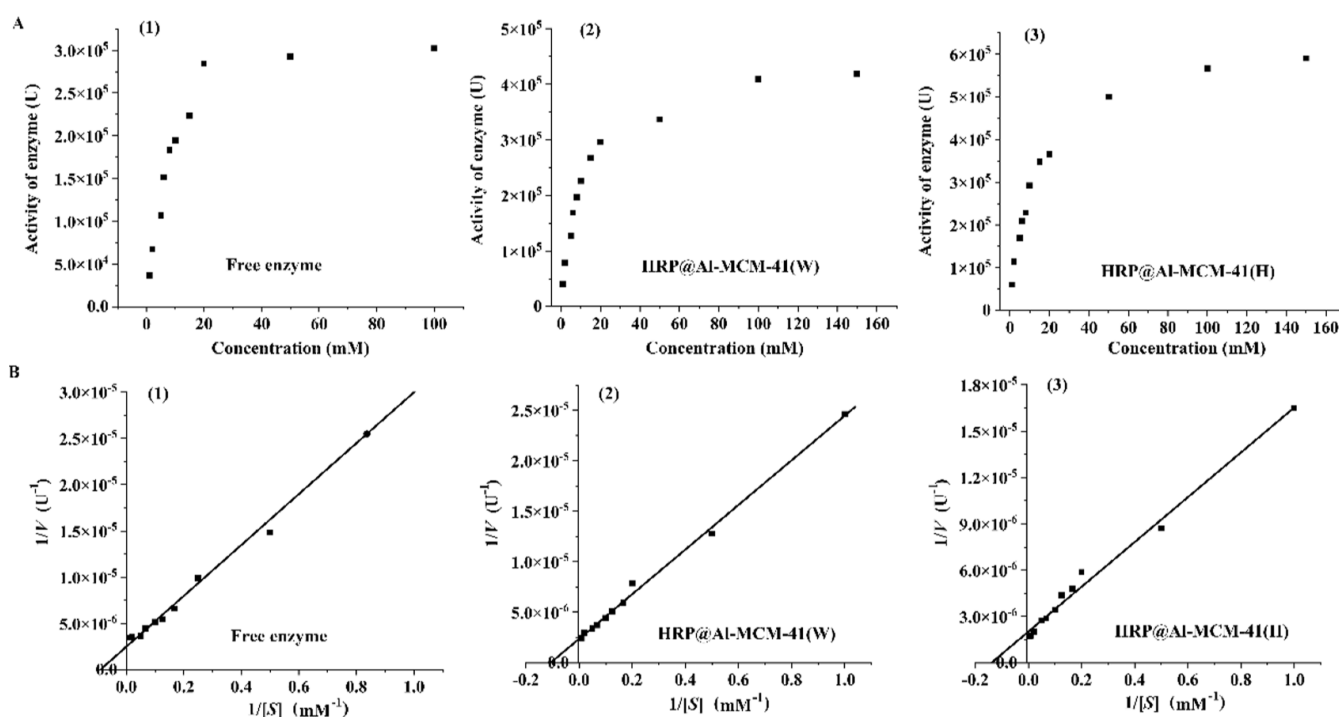 A
(1)
(2)
(3)
Activity of enzyme (U)
3.0×10⁵
2.5×10⁵
2.0×10⁵
1.5×10⁵
1.0×10⁵
5.0×10⁴
0.0
Free enzyme
0 20 40 60 80 100
Concentration (mM)
Activity of enzyme (U)
5×10⁵
4×10⁵
3×10⁵
2×10⁵
1×10⁵
0
HRP@Al-MCM-41(W)
0 20 40 60 80 100 120 140 160
Concentration (mM)
Activity of enzyme (U)
6×10⁵
5×10⁵
4×10⁵
3×10⁵
2×10⁵
1×10⁵
0
HRP@Al-MCM-41(H)
0 20 40 60 80 100 120 140 160
Concentration (mM)
B
(1)
(2)
(3)
1/V (U⁻¹)
3.0×10⁻⁵
2.5×10⁻⁵
2.0×10⁻⁵
1.5×10⁻⁵
1.0×10⁻⁵
5.0×10⁻⁶
0.0
Free enzyme
0.0 0.2 0.4 0.6 0.8 1.0
1/[S] (mM⁻¹)
1/V (U⁻¹)
2.5×10⁻⁵
2.0×10⁻⁵
1.5×10⁻⁵
1.0×10⁻⁵
5.0×10⁻⁶
0.0
HRP@Al-MCM-41(W)
-0.2 0.0 0.2 0.4 0.6 0.8 1.0
1/[S] (mM⁻¹)
1/V (U⁻¹)
1.8×10⁻⁵
1.5×10⁻⁵
9.0×10⁻⁶
6.0×10⁻⁶
3.0×10⁻⁶
0.0
HRP@Al-MCM-41(H)
-0.2 0.0 0.2 0.4 0.6 0.8 1.0
1/[S] (mM⁻¹)